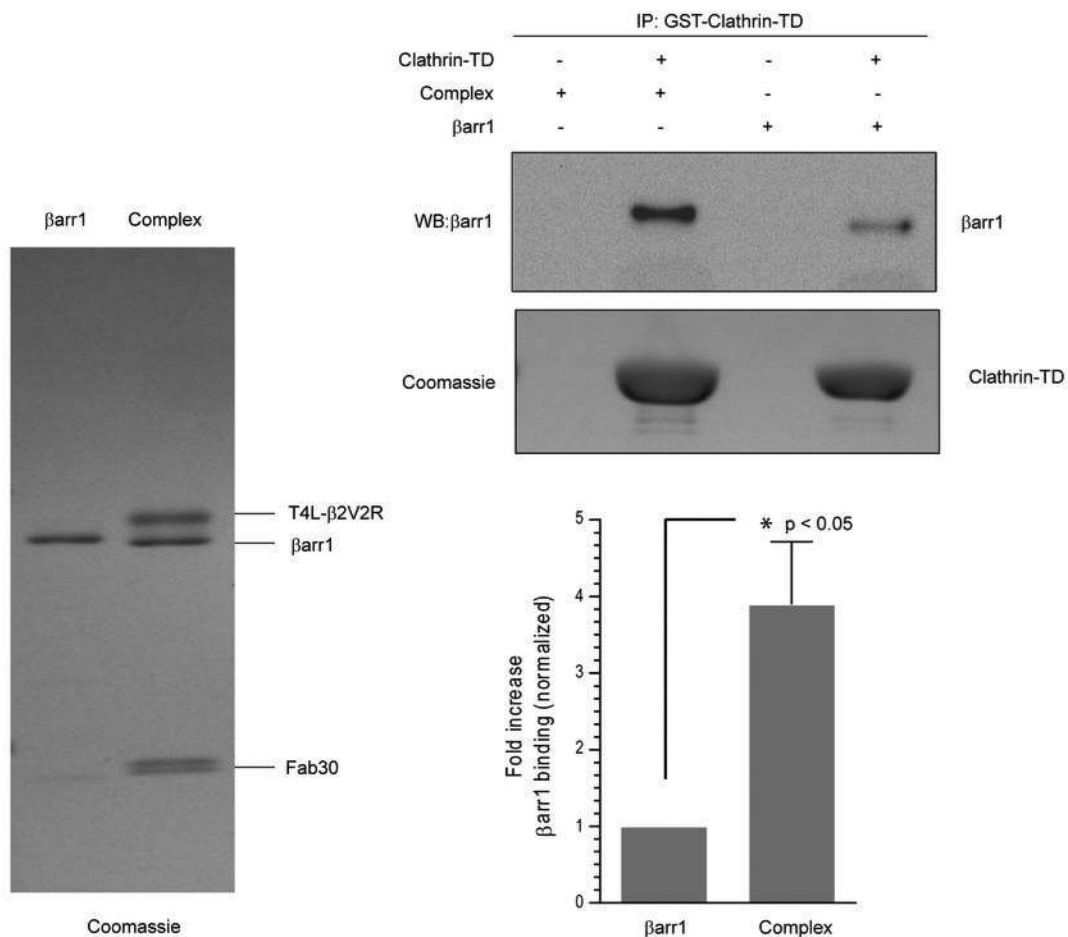 IP: GST-Clathrin-TD
Clathrin-TD - + - +
Complex + + - -
βarr1 - - + +
WB:βarr1
βarr1
Coomassie
Clathrin-TD
βarr1 Complex
T4L-β2V2R
βarr1
Fab30
Coomassie
5
4
3
2
1
0
* p < 0.05
Fold increase
βarr1 binding (normalized)
βarr1 Complex